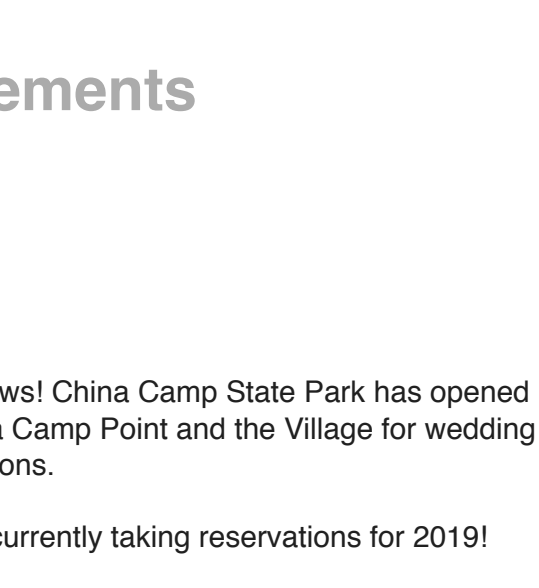 ements
ws! China Camp State Park has opened
a Camp Point and the Village for wedding
ons.
currently taking reservations for 2019!